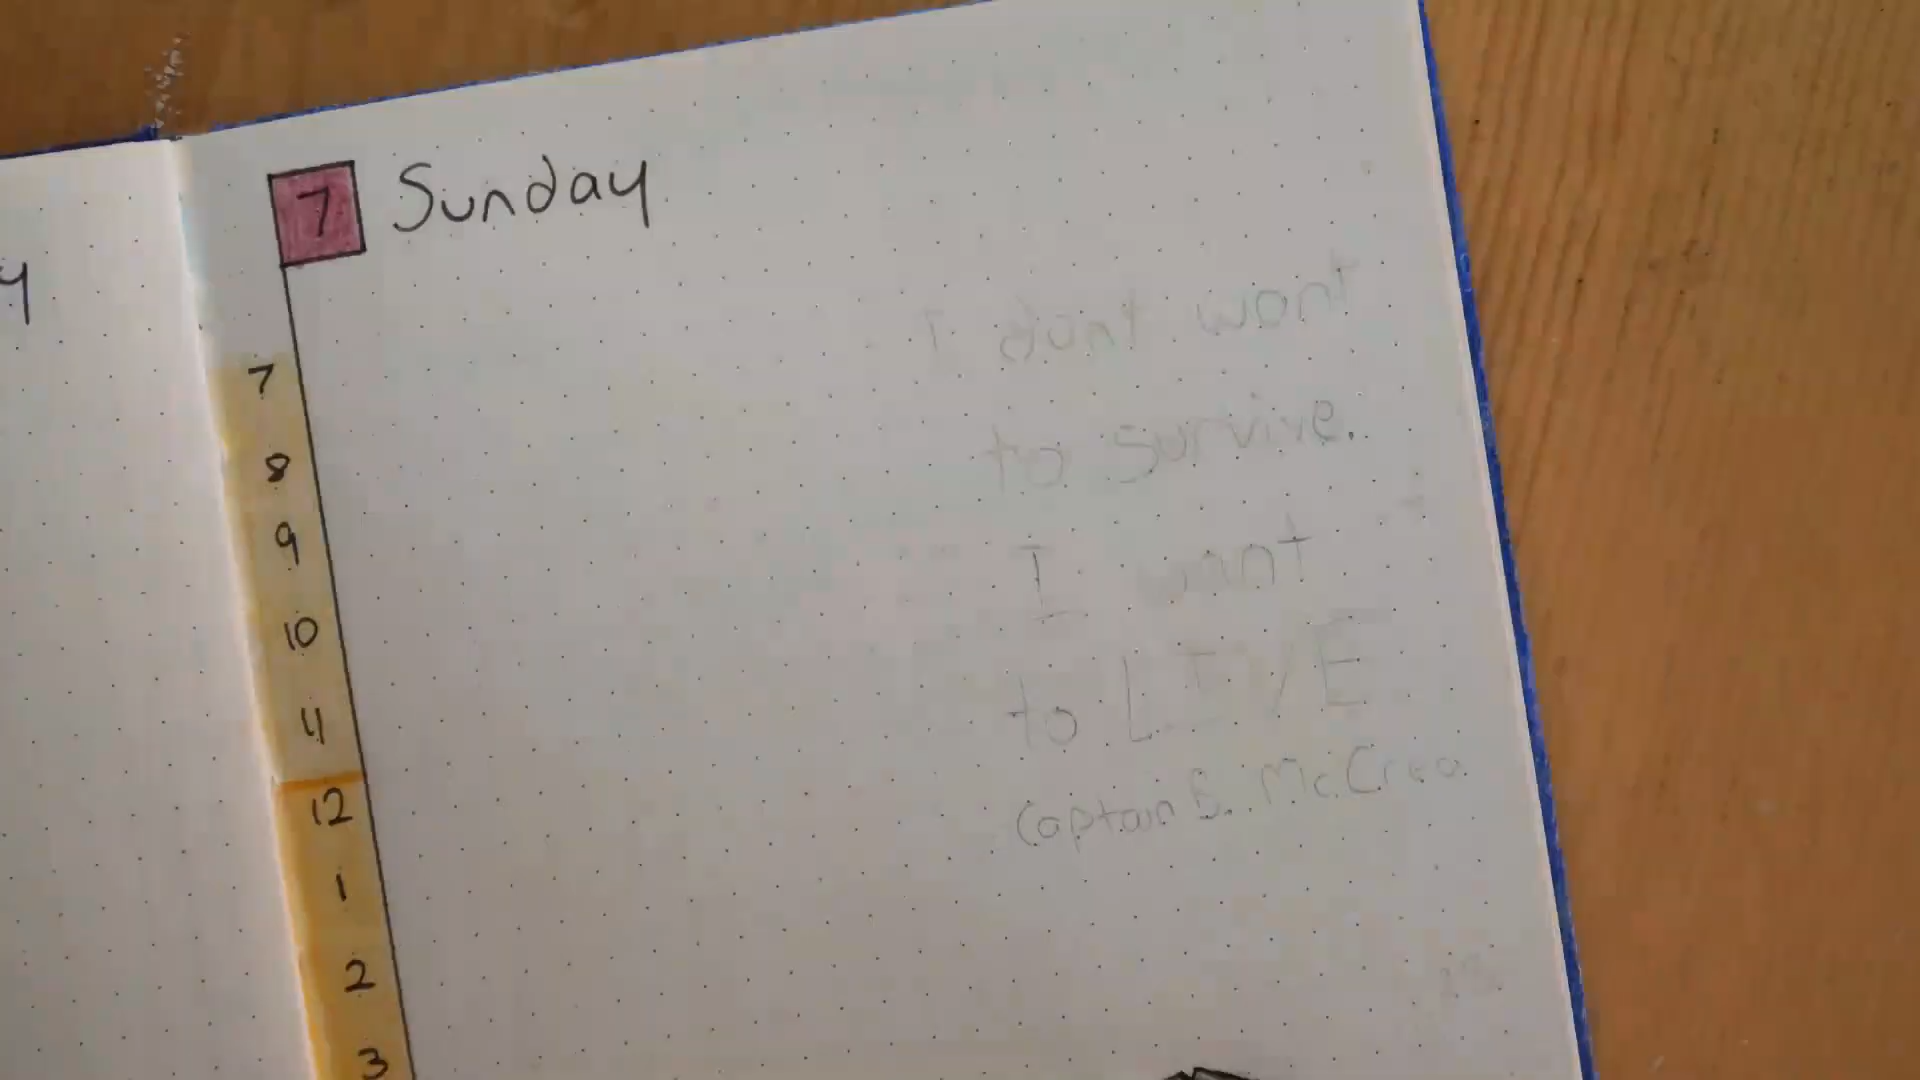 y
7 Sunday
I dont want
to survive.
I want
to LIVE
Captain B. McCrea
7
8
9
10
11
12
1
2
3